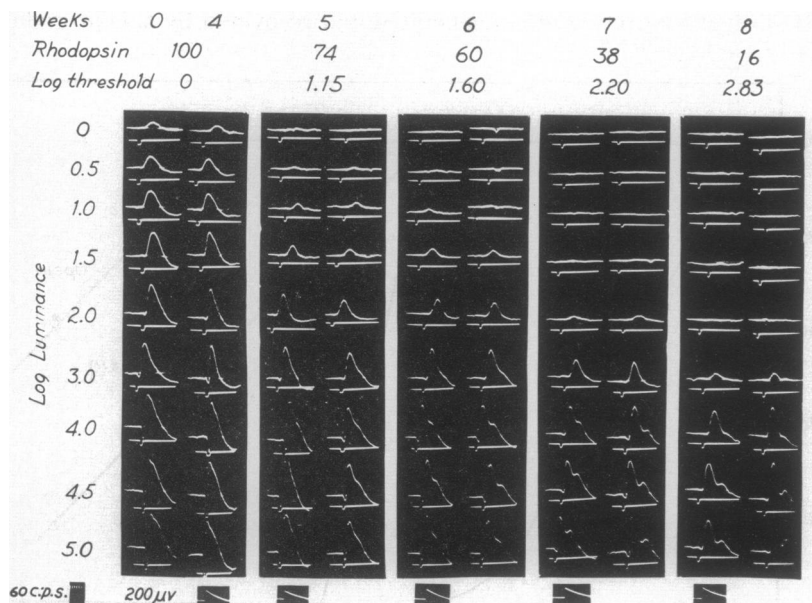 Weeks 0 4 5 6 7 8
Rhodopsin 100 74 60 38 16
Log threshold 0 1.15 1.60 2.20 2.83
0
0.5
1.0
1.5
2.0
3.0
4.0
4.5
5.0
Log Luminance
60 c.p.s. 200 μv